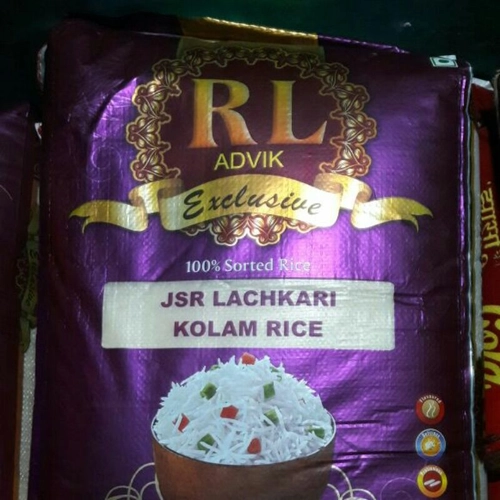 RL
ADVIK
Exclusive
100% Sorted Rice
JSR LACHKARI
KOLAM RICE